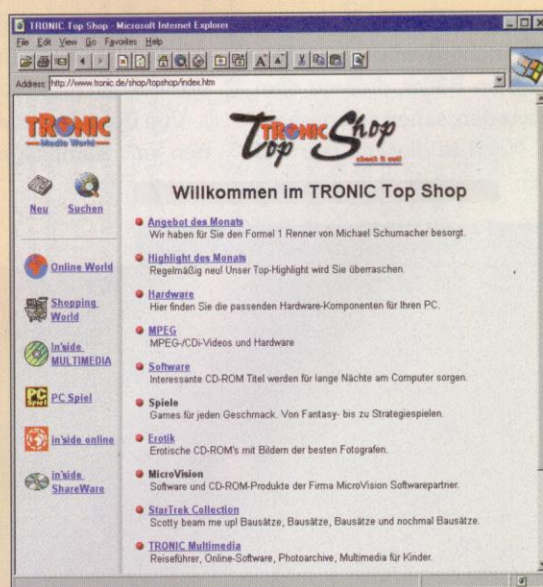 TRONIC Top Shop - Microsoft Internet Explorer
File Edit View Go Favorites Help
Address: http://www.tronic.de/shop/topshop/index.htm
TRONIC
Media World
Neu Suchen
Online World
Shopping
World
in'side
MULTIMEDIA
PC Spiel
PC Spiel
in'side online
in'side
ShareWare
TRONIC
Top Shop
check it out!
Willkommen im TRONIC Top Shop
Angebot des Monats
Wir haben für Sie den Formel 1 Renner von Michael Schumacher besorgt.
Highlight des Monats
Regelmäßig neu! Unser Top-Highlight wird Sie überraschen.
Hardware
Hier finden Sie die passenden Hardware-Komponenten für Ihren PC.
MPEG
MPEG-/CDi-Videos und Hardware
Software
Interessante CD-ROM Titel werden für lange Nächte am Computer sorgen.
Spiele
Games für jeden Geschmack. Von Fantasy- bis zu Strategiespielen.
Erotik
Erotische CD-ROM's mit Bildern der besten Fotografen.
MicroVision
Software und CD-ROM-Produkte der Firma MicroVision Softwarepartner.
StarTrek Collection
Scotty beam me up! Bausätze, Bausätze, Bausätze und nochmal Bausätze.
TRONIC Multimedia
Reiseführer, Online-Software, Photoarchive, Multimedia für Kinder.